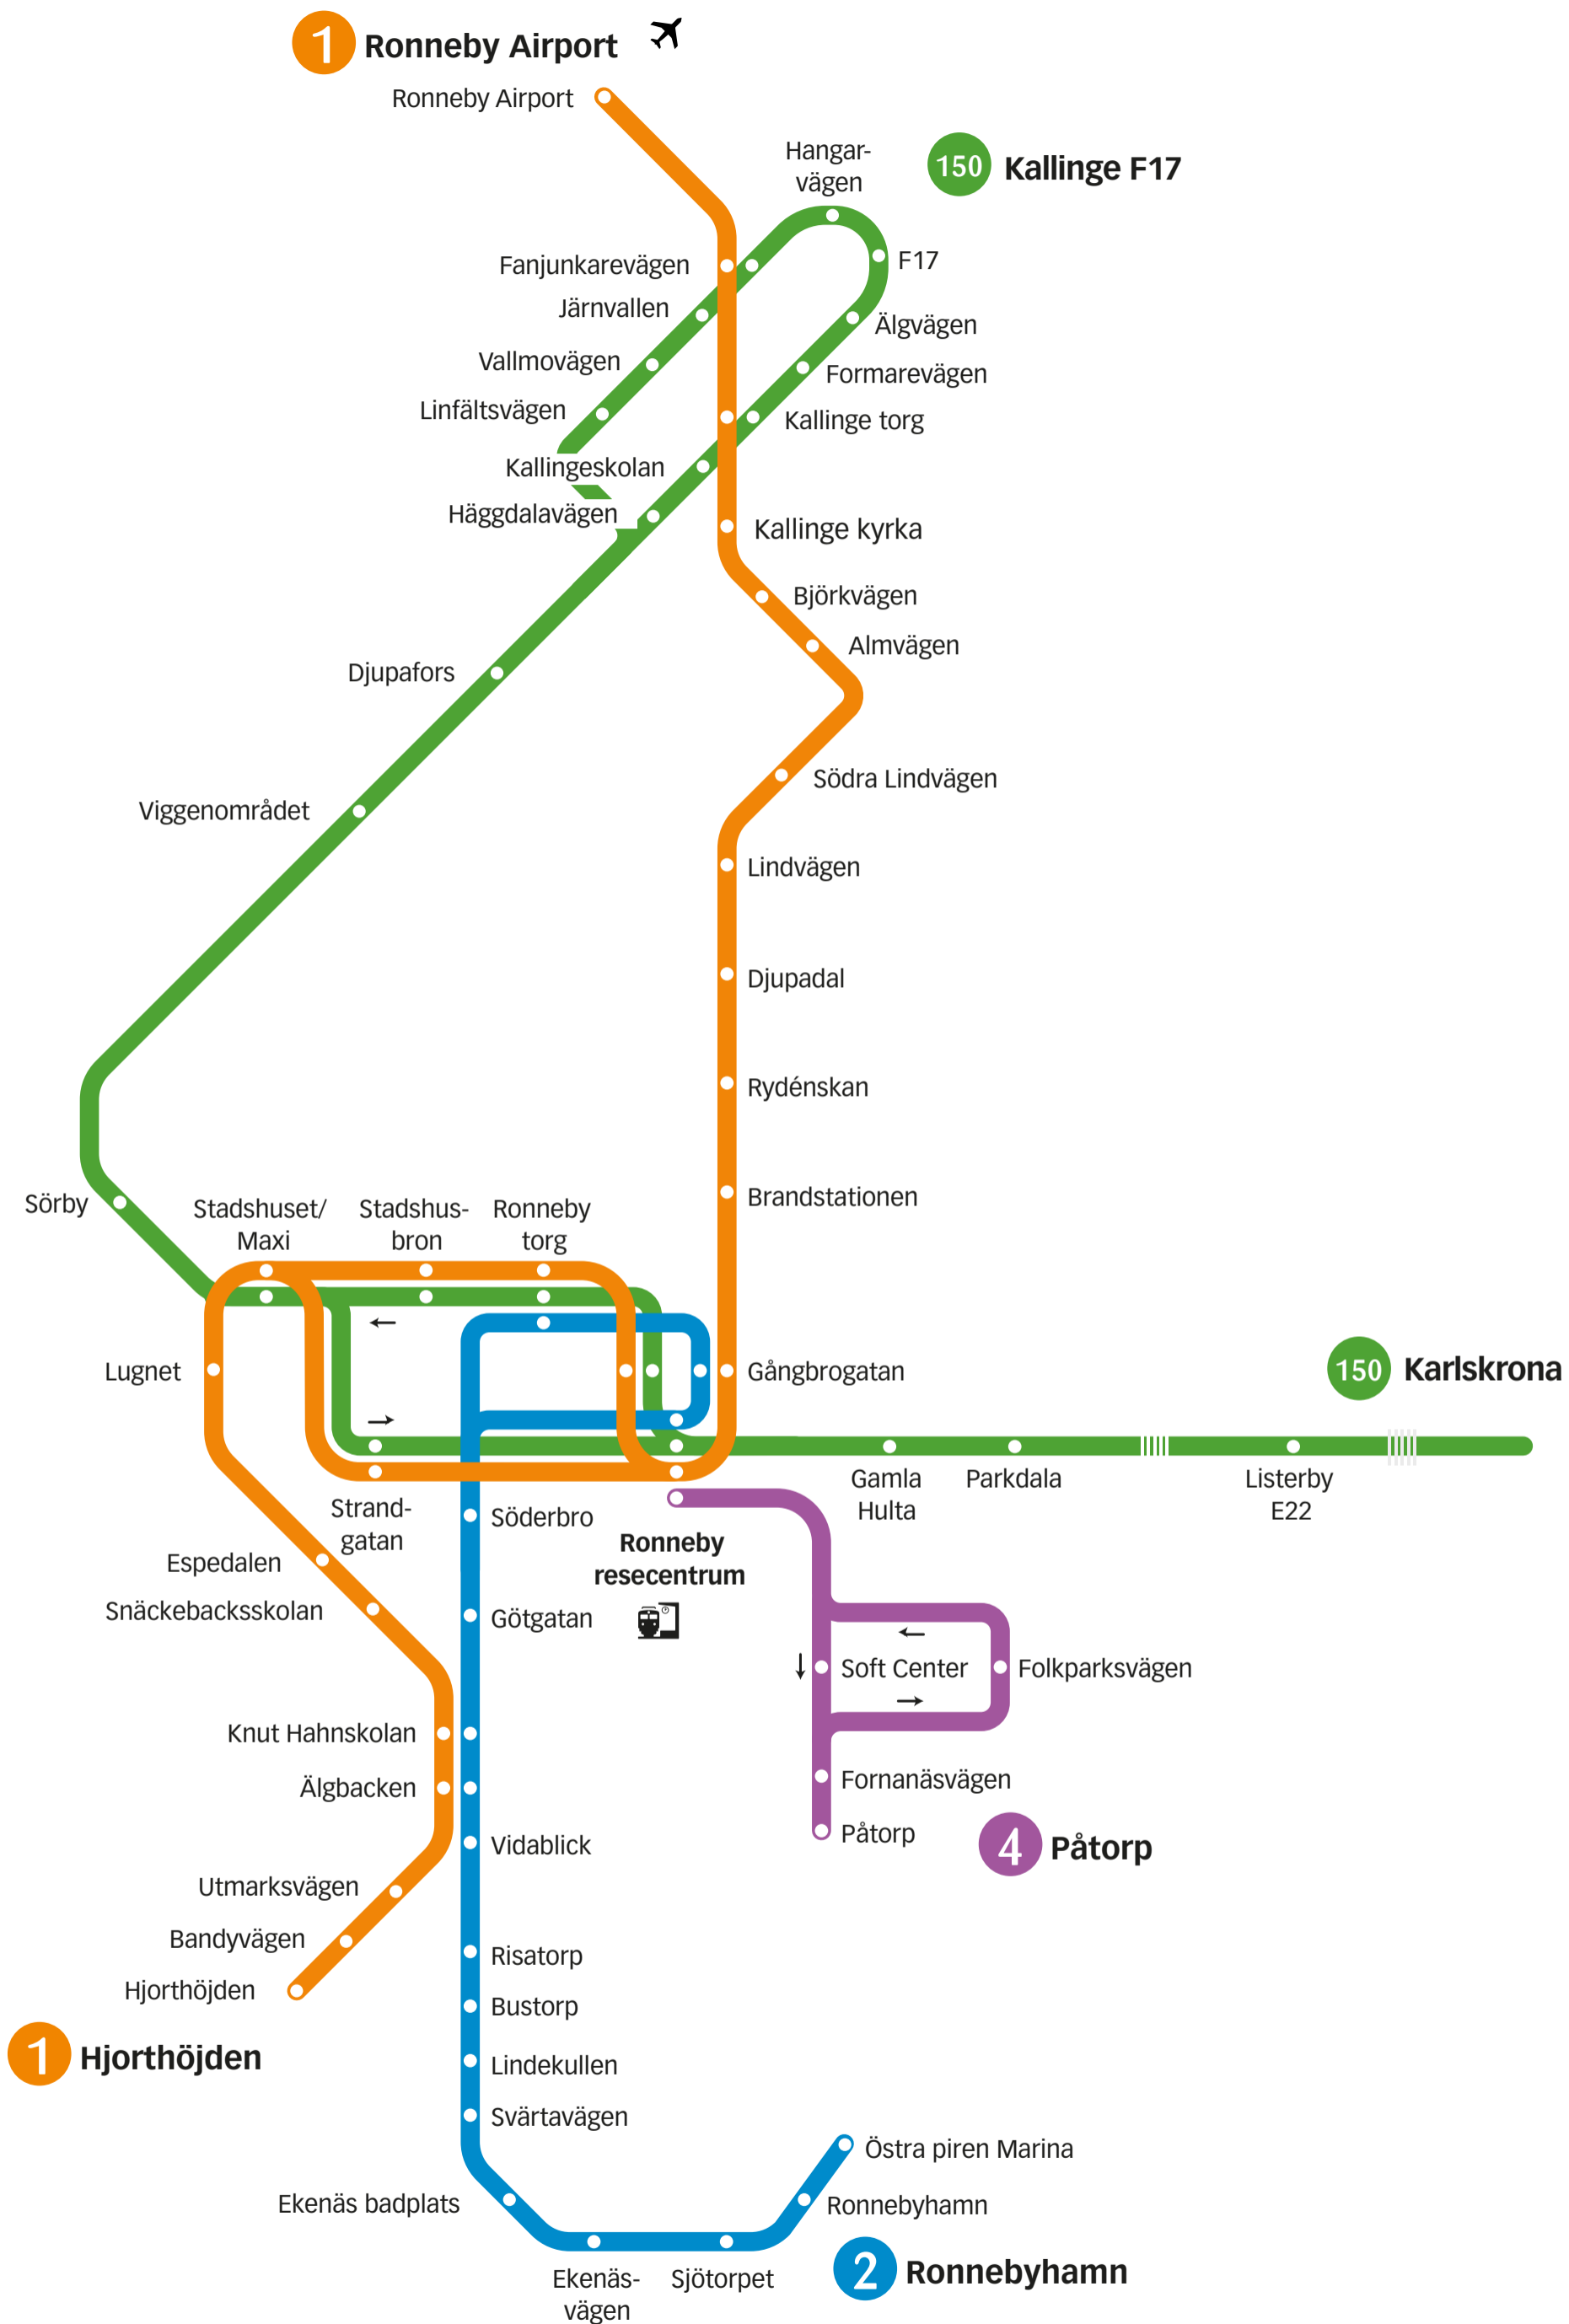 1 Ronneby Airport
Ronneby Airport
Hangar-
vägen
150 Kallinge F17
Fanjunkarevägen
F17
Järnvallen
Älgvägen
Vallmovägen
Formarevägen
Linfältsvägen
Kallinge torg
Kallingeskolan
Häggdalavägen
Kallinge kyrka
Björkvägen
Almvägen
Djupafors
Södra Lindvägen
Viggenområdet
Lindvägen
Djupadal
Rydénskan
Brandstationen
Sörby
Stadshuset/
Maxi
Stadshus-
bron
Ronneby
torg
Lugnet
Gångbrogatan
150 Karlskrona
Gamla
Hulta
Parkdala
Listerby
E22
Strand-
gatan
Söderbro
Ronneby
resecentrum
Espedalen
Snäckebacksskolan
Götgatan
Soft Center
Folkparksvägen
Knut Hahnskolan
Älgbacken
Fornanäsvägen
Vidablick
Påtorp
4 Påtorp
Utmarksvägen
Bandyvägen
Risatorp
Hjorthöjden
Bustorp
1 Hjorthöjden
Lindekullen
Svärtavägen
Östra piren Marina
Ekenäs badplats
Ronnebyhamn
2 Ronnebyhamn
Ekenäs-
vägen
Sjötorpet